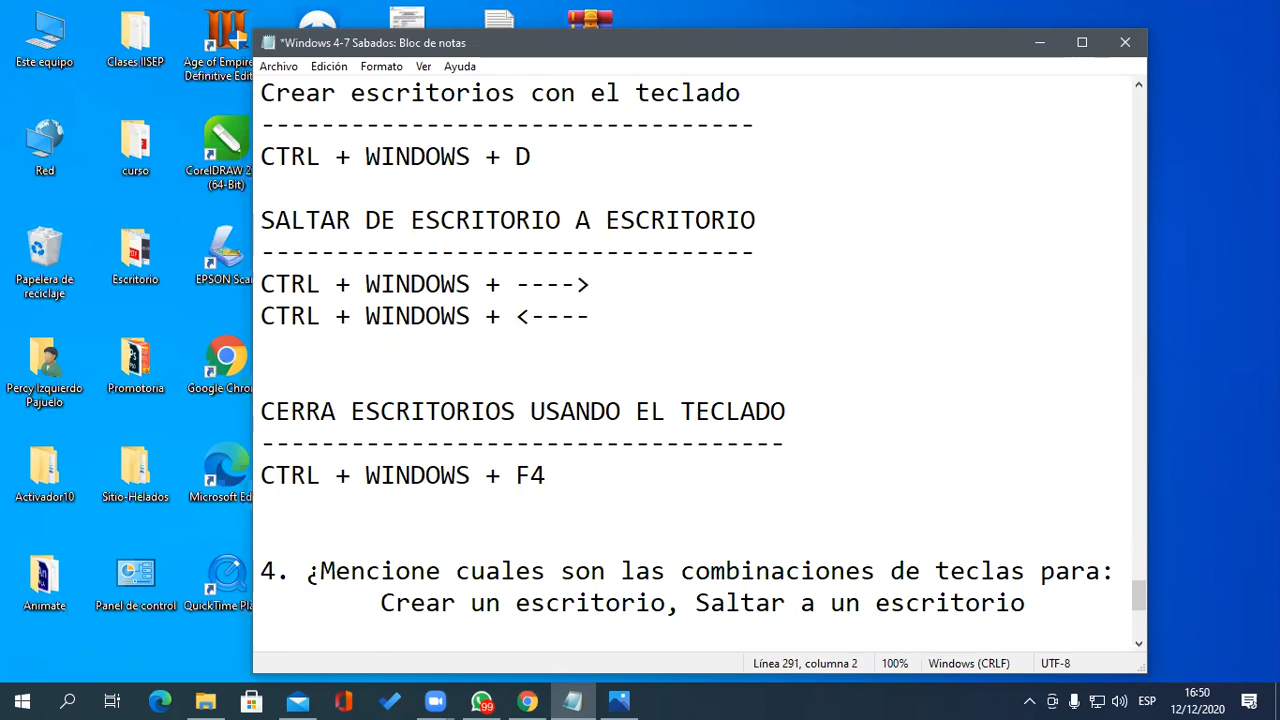 Este equipo
Clases IISEP
Age of Empire
Definitive Edit
Red
curso
CorelDRAW 2
(64-Bit)
Papelera de
reciclaje
Escritorio
EPSON Scan
Percy Izquierdo
Pajuelo
Promotoria
Google Chro
Activador10
Sitio-Helados
Microsoft Ed
Animate
Panel de control
QuickTime Pla
*Windows 4-7 Sabados: Bloc de notas
Archivo Edición Formato Ver Ayuda
Crear escritorios con el teclado
---------------------------------
CTRL + WINDOWS + D
SALTAR DE ESCRITORIO A ESCRITORIO
---------------------------------
CTRL + WINDOWS + ---->
CTRL + WINDOWS + <----
CERRA ESCRITORIOS USANDO EL TECLADO
-----------------------------------
CTRL + WINDOWS + F4
4. ¿Mencione cuales son las combinaciones de teclas para:
Crear un escritorio, Saltar a un escritorio
Línea 291, columna 2 100% Windows (CRLF) UTF-8
99
ESP
16:50
12/12/2020